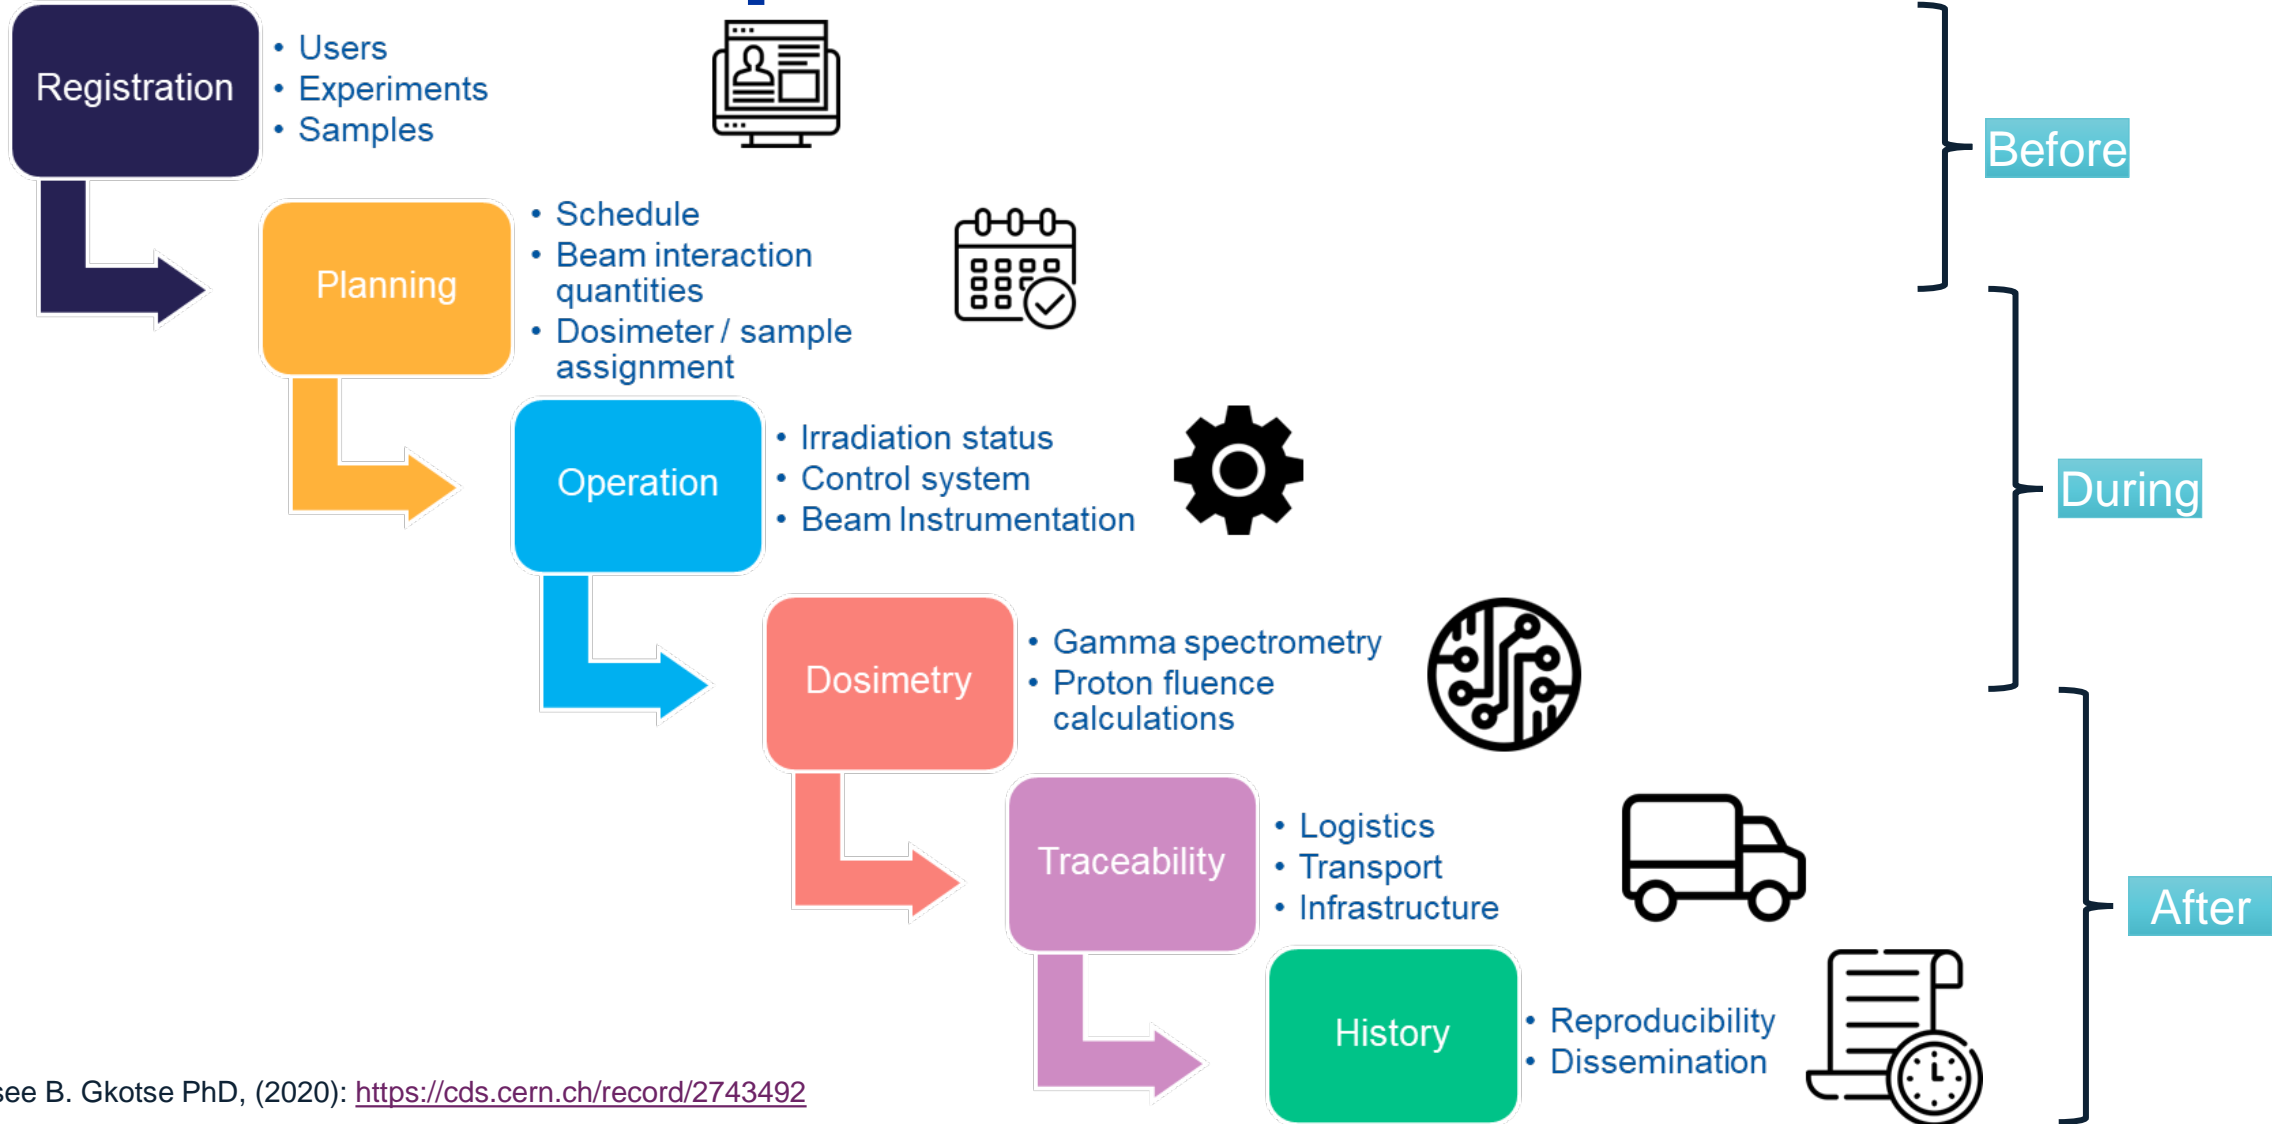 Registration
• Users
• Experiments
• Samples
Before
Planning
• Schedule
• Beam interaction
quantities
• Dosimeter / sample
assignment
Operation
• Irradiation status
• Control system
• Beam Instrumentation
During
Dosimetry
• Gamma spectrometry
• Proton fluence
calculations
Traceability
• Logistics
• Transport
• Infrastructure
After
History
• Reproducibility
• Dissemination
see B. Gkotse PhD, (2020): https://cds.cern.ch/record/2743492